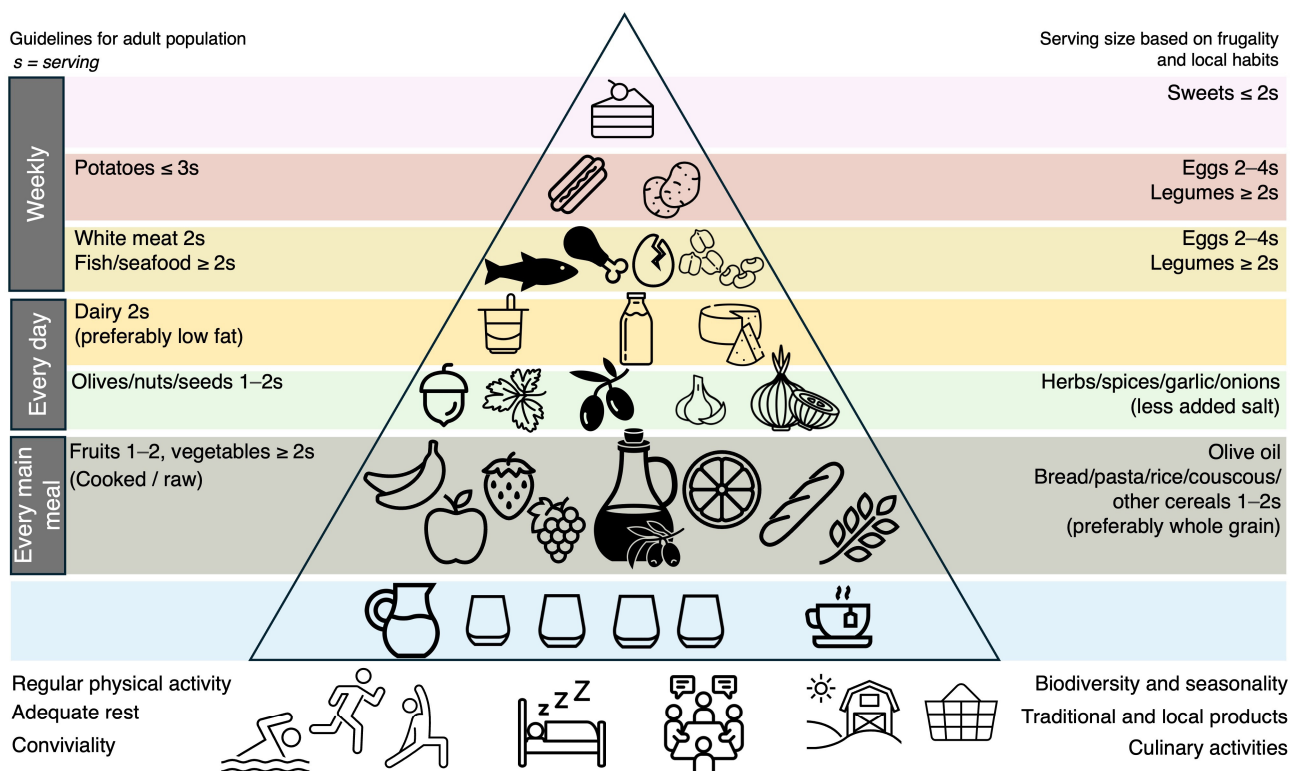 Guidelines for adult population
s = serving
Serving size based on frugality
and local habits
Weekly
Sweets ≤ 2s
Potatoes ≤ 3s
Eggs 2–4s
Legumes ≥ 2s
White meat 2s
Fish/seafood ≥ 2s
Eggs 2–4s
Legumes ≥ 2s
Every day
Dairy 2s
(preferably low fat)
Olives/nuts/seeds 1–2s
Herbs/spices/garlic/onions
(less added salt)
Every main
meal
Fruits 1–2, vegetables ≥ 2s
(Cooked / raw)
Olive oil
Bread/pasta/rice/couscous/
other cereals 1–2s
(preferably whole grain)
z z Z
Regular physical activity
Adequate rest
Conviviality
Biodiversity and seasonality
Traditional and local products
Culinary activities